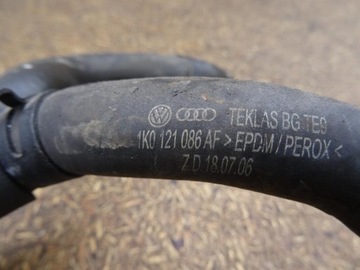 TEKLAS BG TE9
1K0 121 086 AF >EPDM / PEROX<
Z D 18.07.06